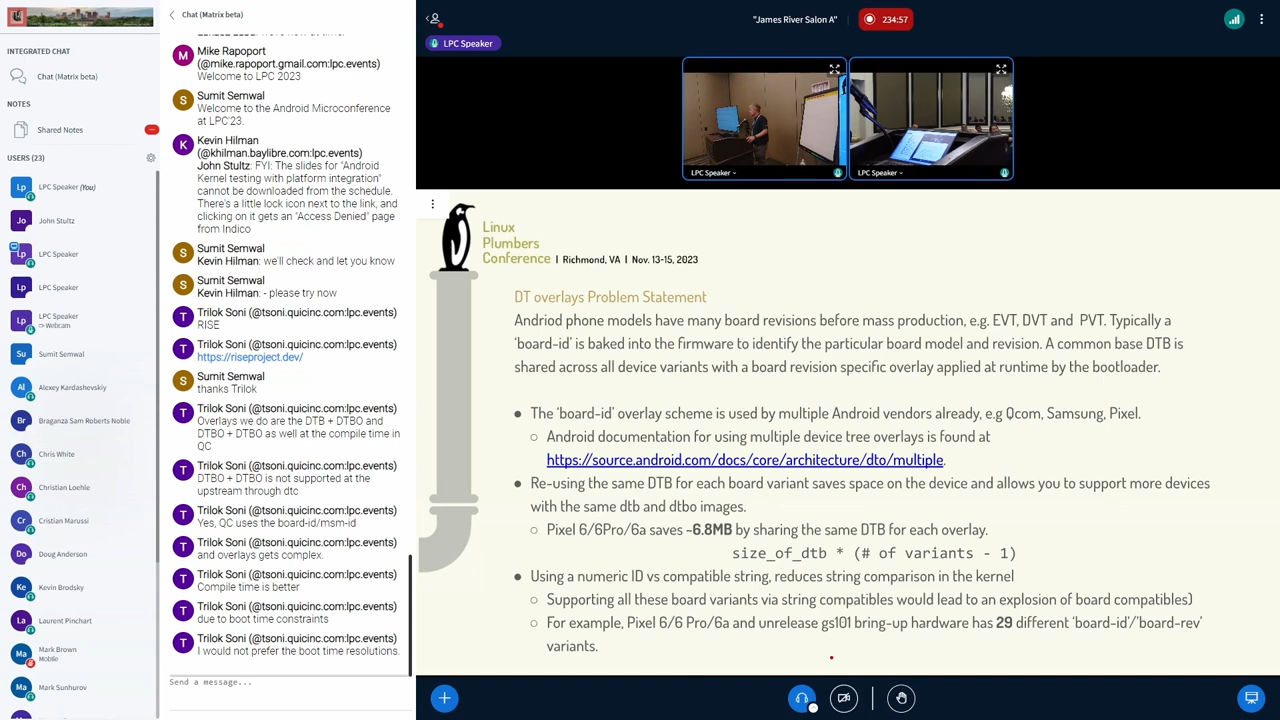 INTEGRATED CHAT
Chat (Matrix beta)
NOTES
Shared Notes
USERS (23)
Lp LPC Speaker (You)
Jo John Stultz
Lp LPC Speaker
Lp LPC Speaker
Lp LPC Speaker
Webcam
Su Sumit Semwal
Al Alexey Kardashevskiy
Br Braganza Sam Roberts Noble
Ch Chris White
Ch Christian Loehle
Cr Cristian Marussi
Do Doug Anderson
Ke Kevin Brodsky
La Laurent Pinchart
Ma Mark Brown
Mobile
Ma Mark Sunhurov
Chat (Matrix beta)
M Mike Rapoport
(@mike.rapoport.gmail.com:lpc.events)
Welcome to LPC 2023
S Sumit Semwal
Welcome to the Android Microconference
at LPC'23.
K Kevin Hilman
(@khilman.baylibre.com:lpc.events)
John Stultz: FYI: The slides for "Android
Kernel testing with platform integration"
cannot be downloaded from the schedule.
There's a little lock icon next to the link, and
clicking on it gets an "Access Denied" page
from Indico
S Sumit Semwal
Kevin Hilman: we'll check and let you know
S Sumit Semwal
Kevin Hilman: - please try now
T Trilok Soni (@tsoni.quicinc.com:lpc.events)
RISE
T Trilok Soni (@tsoni.quicinc.com:lpc.events)
https://riseproject.dev/
S Sumit Semwal
thanks Trilok
T Trilok Soni (@tsoni.quicinc.com:lpc.events)
Overlays we do are the DTB + DTBO and
DTBO + DTBO as well at the compile time in
QC
T Trilok Soni (@tsoni.quicinc.com:lpc.events)
DTBO + DTBO is not supported at the
upstream through dtc
T Trilok Soni (@tsoni.quicinc.com:lpc.events)
Yes, QC uses the board-id/msm-id
T Trilok Soni (@tsoni.quicinc.com:lpc.events)
and overlays gets complex.
T Trilok Soni (@tsoni.quicinc.com:lpc.events)
Compile time is better
T Trilok Soni (@tsoni.quicinc.com:lpc.events)
due to boot time constraints
T Trilok Soni (@tsoni.quicinc.com:lpc.events)
I would not prefer the boot time resolutions.
Send a message...
LPC Speaker
"James River Salon A"
234:57
LPC Speaker
LPC Speaker
Linux
Plumbers
Conference | Richmond, VA | Nov. 13-15, 2023
DT overlays Problem Statement
Andriod phone models have many board revisions before mass production, e.g. EVT, DVT and PVT. Typically a
'board-id' is baked into the firmware to identify the particular board model and revision. A common base DTB is
shared across all device variants with a board revision specific overlay applied at runtime by the bootloader.
● The 'board-id' overlay scheme is used by multiple Android vendors already, e.g Qcom, Samsung, Pixel.
○ Android documentation for using multiple device tree overlays is found at
https://source.android.com/docs/core/architecture/dto/multiple.
● Re-using the same DTB for each board variant saves space on the device and allows you to support more devices
with the same dtb and dtbo images.
○ Pixel 6/6Pro/6a saves ~6.8MB by sharing the same DTB for each overlay.
size_of_dtb * (# of variants - 1)
● Using a numeric ID vs compatible string, reduces string comparison in the kernel
○ Supporting all these board variants via string compatibles would lead to an explosion of board compatibles)
○ For example, Pixel 6/6 Pro/6a and unrelease gs101 bring-up hardware has 29 different 'board-id'/'board-rev'
variants.